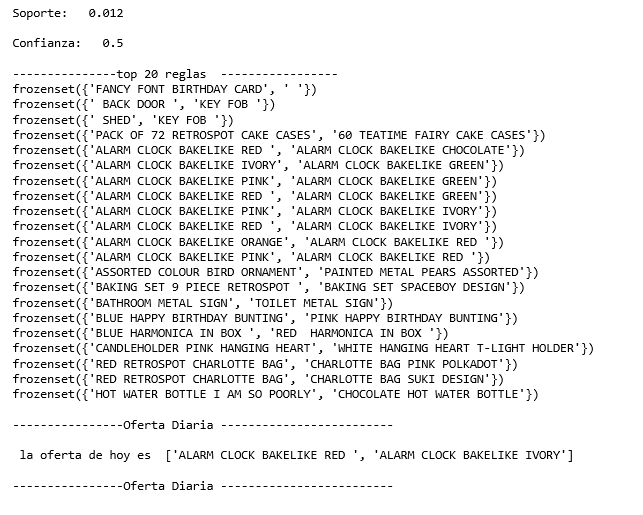 Soporte:   0.012
Confianza:   0.5
---------------top 20 reglas  -----------------
frozenset({'FANCY FONT BIRTHDAY CARD', ' '})
frozenset({' BACK DOOR ', 'KEY FOB '})
frozenset({' SHED', 'KEY FOB '})
frozenset({'PACK OF 72 RETROSPOT CAKE CASES', '60 TEATIME FAIRY CAKE CASES'})
frozenset({'ALARM CLOCK BAKELIKE RED ', 'ALARM CLOCK BAKELIKE CHOCOLATE'})
frozenset({'ALARM CLOCK BAKELIKE IVORY', 'ALARM CLOCK BAKELIKE GREEN'})
frozenset({'ALARM CLOCK BAKELIKE PINK', 'ALARM CLOCK BAKELIKE GREEN'})
frozenset({'ALARM CLOCK BAKELIKE RED ', 'ALARM CLOCK BAKELIKE GREEN'})
frozenset({'ALARM CLOCK BAKELIKE PINK', 'ALARM CLOCK BAKELIKE IVORY'})
frozenset({'ALARM CLOCK BAKELIKE RED ', 'ALARM CLOCK BAKELIKE IVORY'})
frozenset({'ALARM CLOCK BAKELIKE ORANGE', 'ALARM CLOCK BAKELIKE RED '})
frozenset({'ALARM CLOCK BAKELIKE PINK', 'ALARM CLOCK BAKELIKE RED '})
frozenset({'ASSORTED COLOUR BIRD ORNAMENT', 'PAINTED METAL PEARS ASSORTED'})
frozenset({'BAKING SET 9 PIECE RETROSPOT ', 'BAKING SET SPACEBOY DESIGN'})
frozenset({'BATHROOM METAL SIGN', 'TOILET METAL SIGN'})
frozenset({'BLUE HAPPY BIRTHDAY BUNTING', 'PINK HAPPY BIRTHDAY BUNTING'})
frozenset({'BLUE HARMONICA IN BOX ', 'RED  HARMONICA IN BOX '})
frozenset({'CANDLEHOLDER PINK HANGING HEART', 'WHITE HANGING HEART T-LIGHT HOLDER'})
frozenset({'RED RETROSPOT CHARLOTTE BAG', 'CHARLOTTE BAG PINK POLKADOT'})
frozenset({'RED RETROSPOT CHARLOTTE BAG', 'CHARLOTTE BAG SUKI DESIGN'})
frozenset({'HOT WATER BOTTLE I AM SO POORLY', 'CHOCOLATE HOT WATER BOTTLE'})
----------------Oferta Diaria -------------------------
la oferta de hoy es  ['ALARM CLOCK BAKELIKE RED ', 'ALARM CLOCK BAKELIKE IVORY']
----------------Oferta Diaria -------------------------